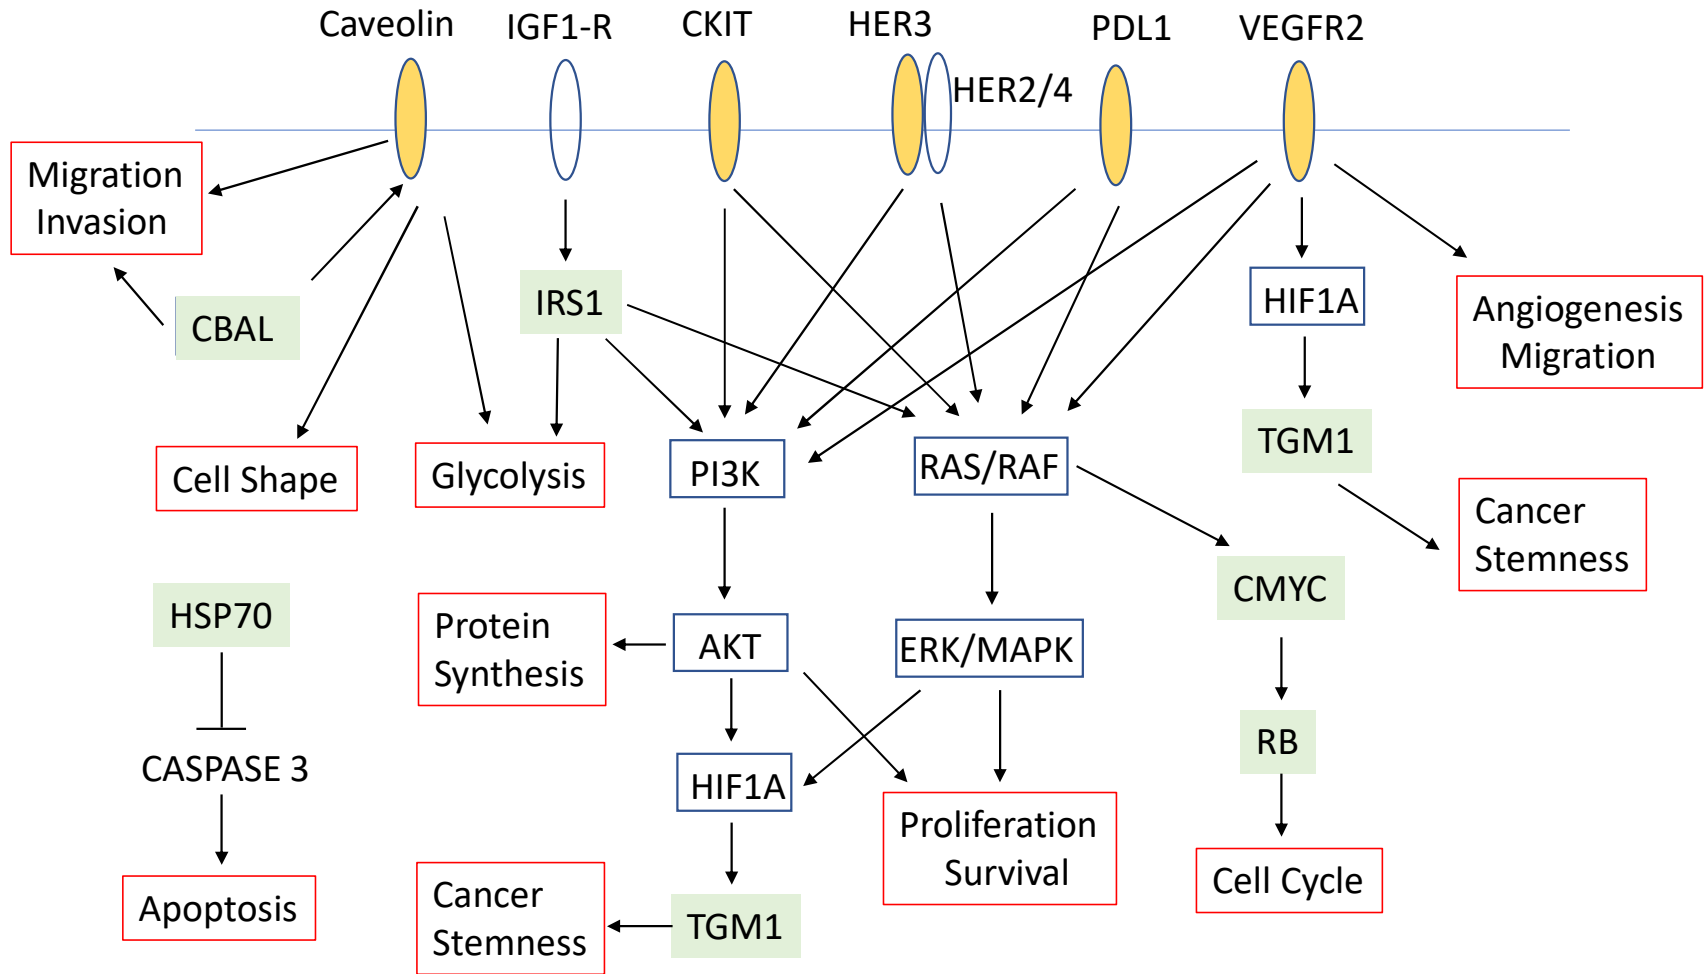 Caveolin
IGF1-R
CKIT
HER3
PDL1
VEGFR2
HER2/4
Migration
Invasion
CBAL
IRS1
HIF1A
Angiogenesis
Migration
Cell Shape
Glycolysis
PI3K
RAS/RAF
TGM1
Cancer
Stemness
HSP70
Protein
Synthesis
AKT
ERK/MAPK
CMYC
CASPASE 3
HIF1A
RB
Proliferation
Survival
Apoptosis
Cancer
Stemness
TGM1
Cell Cycle